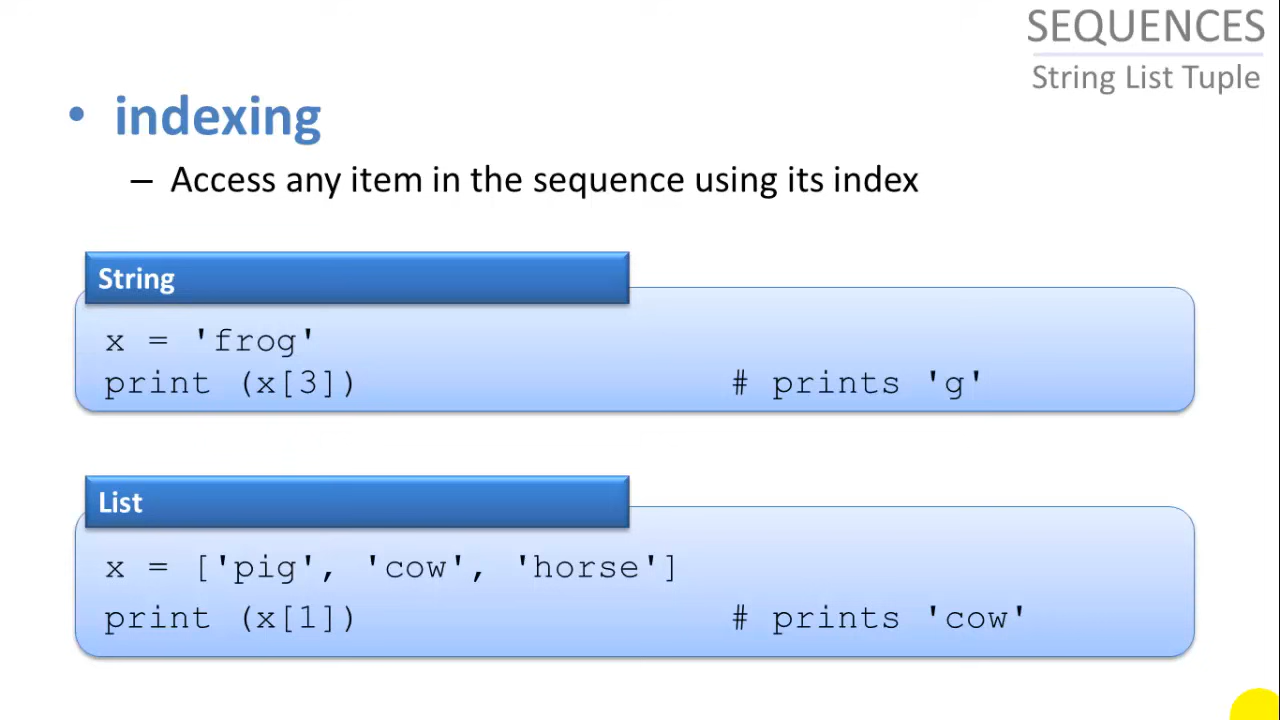 SEQUENCES
String List Tuple
• indexing
– Access any item in the sequence using its index
String
x = 'frog'
print (x[3]) # prints 'g'
List
x = ['pig', 'cow', 'horse']
print (x[1]) # prints 'cow'